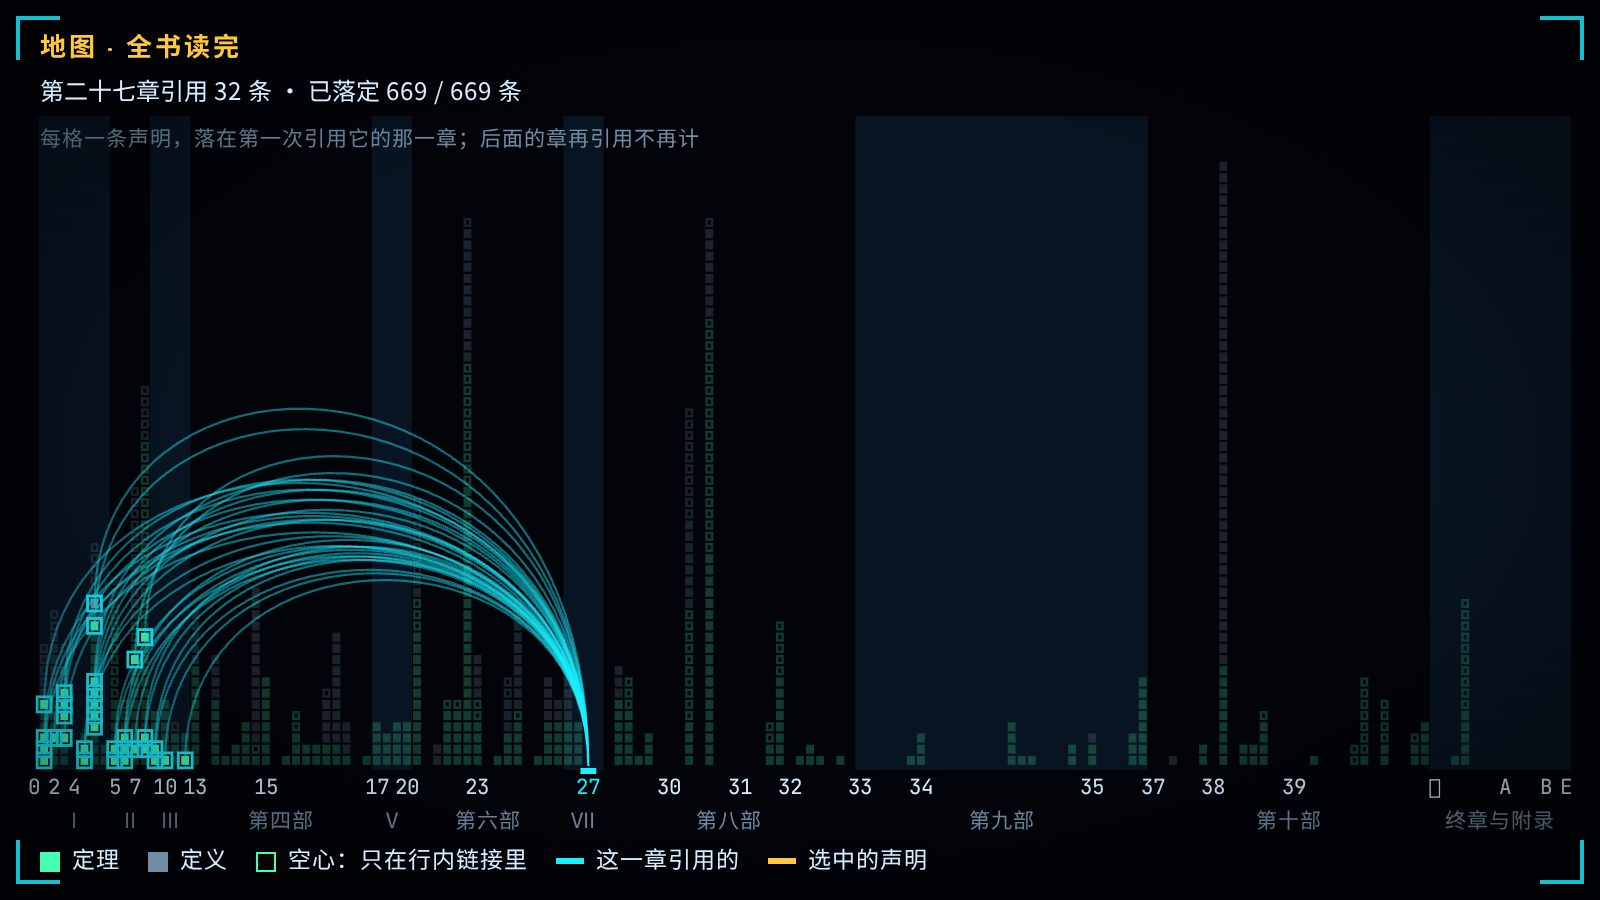 地图 · 全书读完
第二十七章引用 32 条 · 已落定 669 / 669 条
每格一条声明，落在第一次引用它的那一章；后面的章再引用不再计
0 2 4 5 7 10 13 15 17 20 23 27 30 31 32 33 34 35 37 38 39 A B E
I II III 第四部 V 第六部 VII 第八部 第九部 第十部 终章与附录
定理 定义 空心：只在行内链接里 这一章引用的 选中的声明